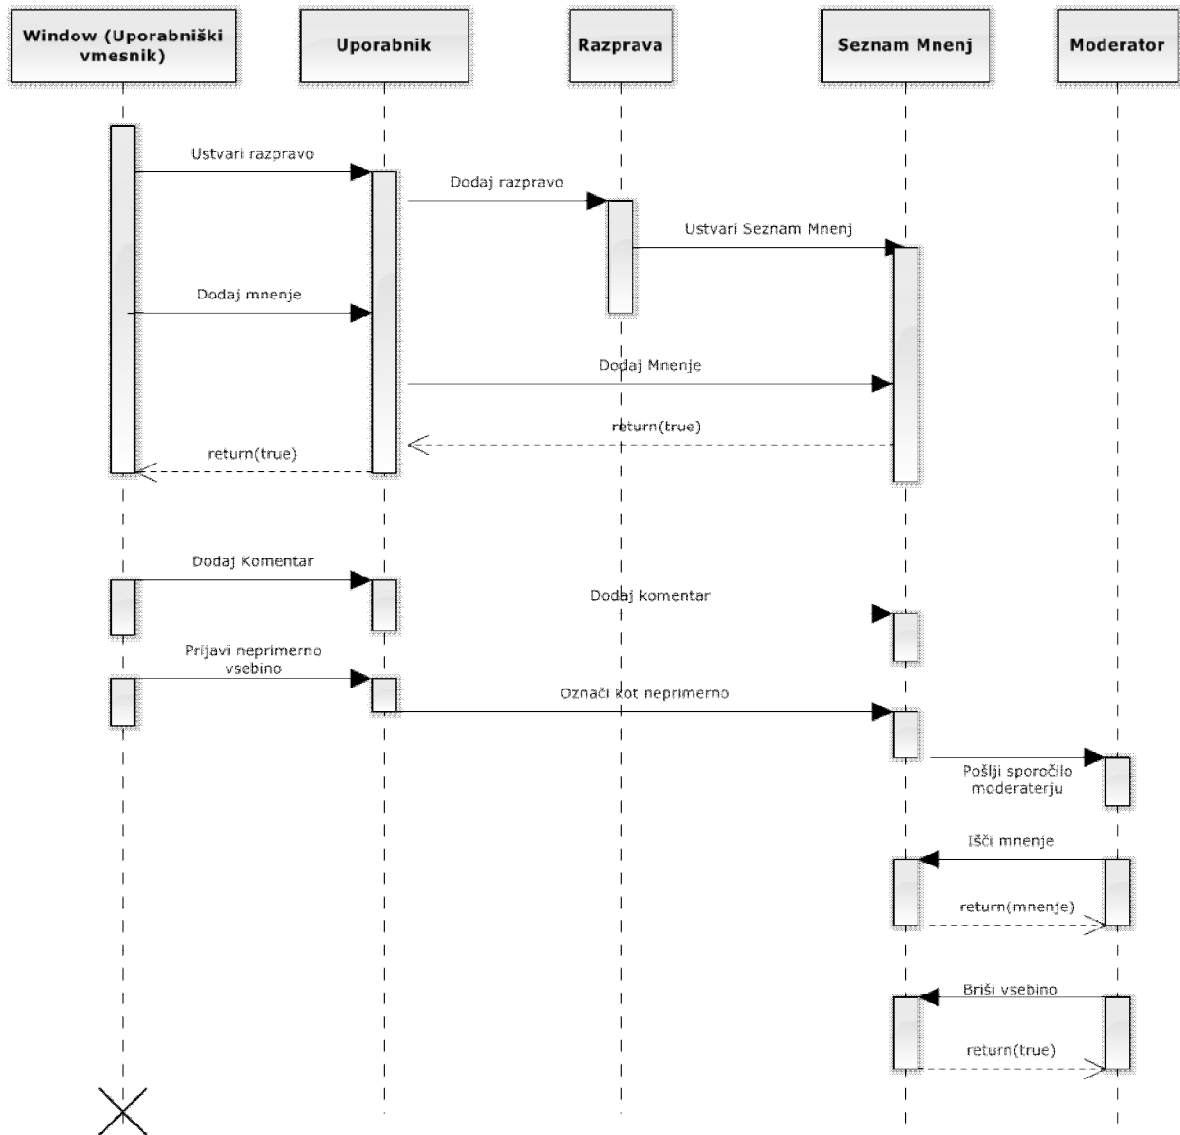 Window (Uporabniški
vmesnik)
Uporabnik
Razprava
Seznam Mnenj
Moderator
Ustvari razpravo
Dodaj razpravo
Ustvari Seznam Mnenj
Dodaj mnenje
Dodaj Mnenje
return(true)
return(true)
Dodaj Komentar
Dodaj komentar
Prijavi neprimerno
vsebino
Označi kot neprimerno
Pošlji sporočilo
moderaterju
Išči mnenje
return(mnenje)
Briši vsebino
return(true)